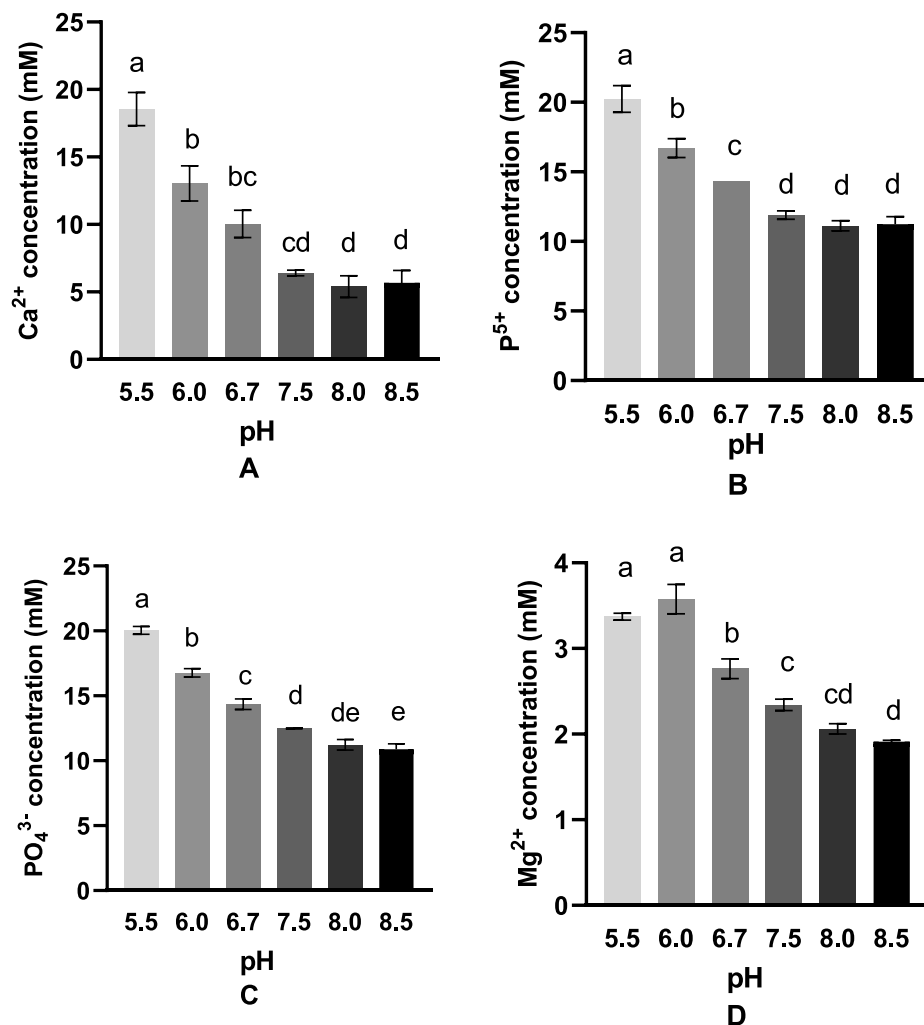 Ca²⁺ concentration (mM)
25
20
15
10
5
0
a
b
bc
cd
d
d
5.5 6.0 6.7 7.5 8.0 8.5
pH
A
P⁵⁺ concentration (mM)
25
20
15
10
5
0
a
b
c
d
d
d
5.5 6.0 6.7 7.5 8.0 8.5
pH
B
PO₄³⁻ concentration (mM)
25
20
15
10
5
0
a
b
c
d
de
e
5.5 6.0 6.7 7.5 8.0 8.5
pH
C
Mg²⁺ concentration (mM)
4
3
2
1
0
a
a
b
c
cd
d
5.5 6.0 6.7 7.5 8.0 8.5
pH
D